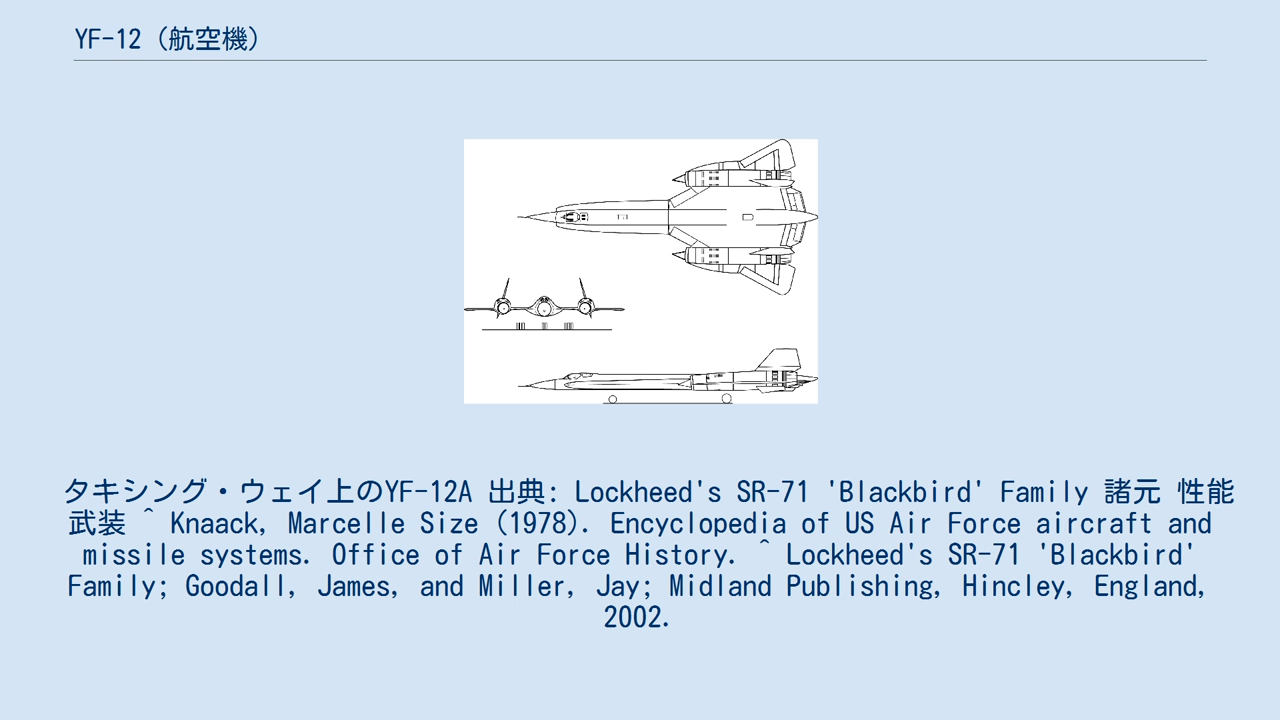 YF-12（航空機）
タキシング・ウェイ上のYF-12A 出典: Lockheed's SR-71 'Blackbird' Family 諸元 性能
武装 ^ Knaack, Marcelle Size (1978). Encyclopedia of US Air Force aircraft and
missile systems. Office of Air Force History. ^ Lockheed's SR-71 'Blackbird'
Family; Goodall, James, and Miller, Jay; Midland Publishing, Hincley, England,
2002.